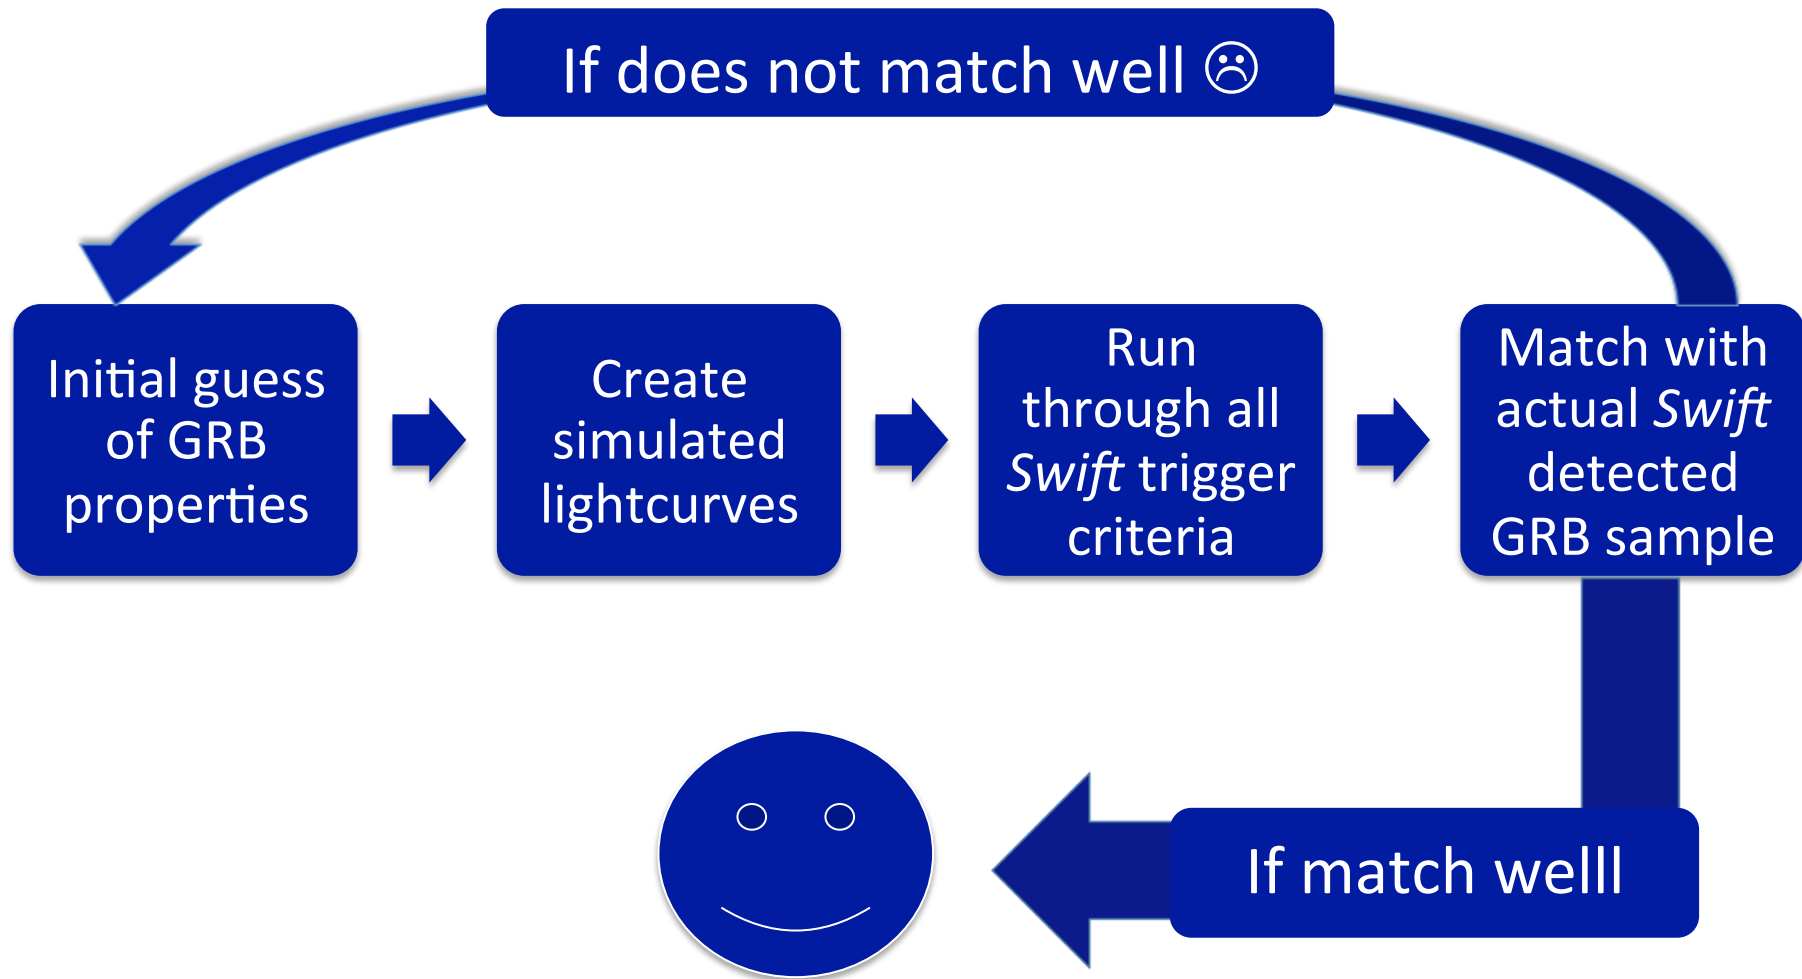 If does not match well ☹
Initial guess
of GRB
properties
Create
simulated
lightcurves
Run
through all
Swift trigger
criteria
Match with
actual Swift
detected
GRB sample
If match welll